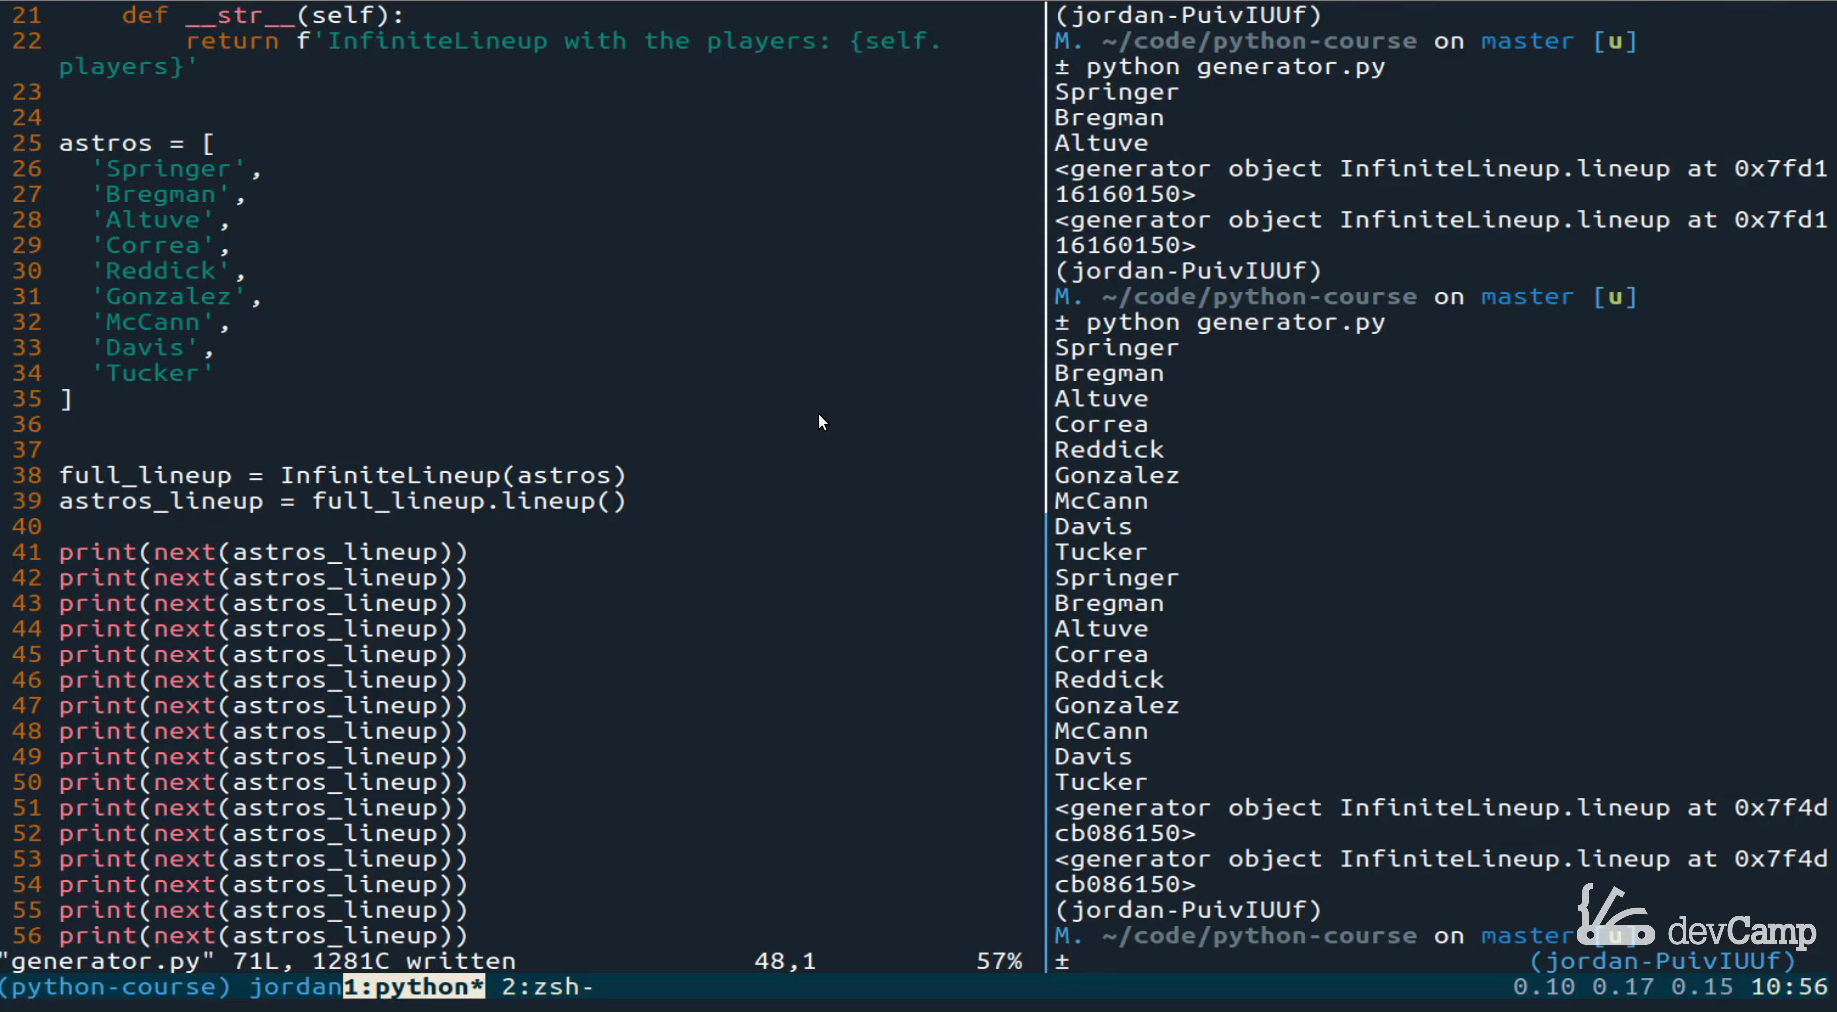 21     def __str__(self):
22         return f'InfiniteLineup with the players: {self.
players}'
23
24
25 astros = [
26   'Springer',
27   'Bregman',
28   'Altuve',
29   'Correa',
30   'Reddick',
31   'Gonzalez',
32   'McCann',
33   'Davis',
34   'Tucker'
35 ]
36
37
38 full_lineup = InfiniteLineup(astros)
39 astros_lineup = full_lineup.lineup()
40
41 print(next(astros_lineup))
42 print(next(astros_lineup))
43 print(next(astros_lineup))
44 print(next(astros_lineup))
45 print(next(astros_lineup))
46 print(next(astros_lineup))
47 print(next(astros_lineup))
48 print(next(astros_lineup))
49 print(next(astros_lineup))
50 print(next(astros_lineup))
51 print(next(astros_lineup))
52 print(next(astros_lineup))
53 print(next(astros_lineup))
54 print(next(astros_lineup))
55 print(next(astros_lineup))
56 print(next(astros_lineup))
"generator.py" 71L, 1281C written 48,1 57%
(jordan-PuivIUUf)
M. ~/code/python-course on master [u]
± python generator.py
Springer
Bregman
Altuve
<generator object InfiniteLineup.lineup at 0x7fd1
16160150>
<generator object InfiniteLineup.lineup at 0x7fd1
16160150>
(jordan-PuivIUUf)
M. ~/code/python-course on master [u]
± python generator.py
Springer
Bregman
Altuve
Correa
Reddick
Gonzalez
McCann
Davis
Tucker
Springer
Bregman
Altuve
Correa
Reddick
Gonzalez
McCann
Davis
Tucker
<generator object InfiniteLineup.lineup at 0x7f4d
cb086150>
<generator object InfiniteLineup.lineup at 0x7f4d
cb086150>
(jordan-PuivIUUf)
M. ~/code/python-course on master [u]
devCamp
± (jordan-PuivIUUf)
(python-course) jordan 1:python* 2:zsh- 0.10 0.17 0.15 10:56